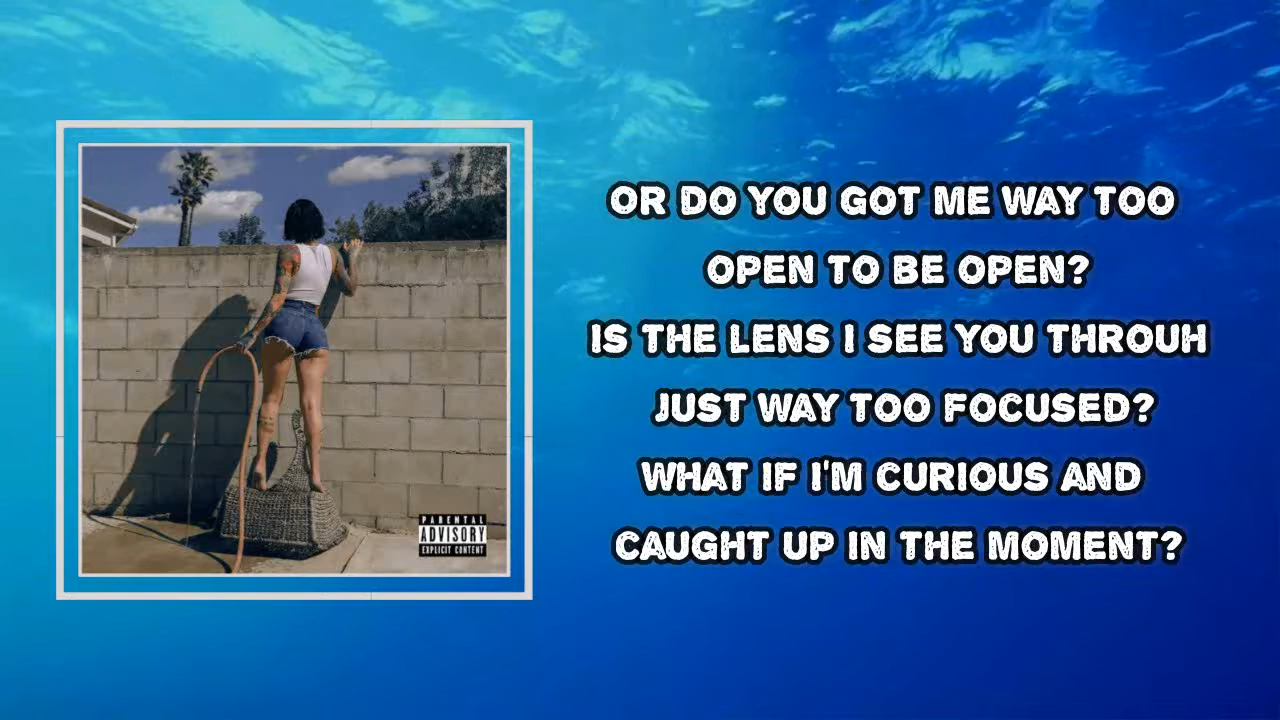 OR DO YOU GOT ME WAY TOO
OPEN TO BE OPEN?
IS THE LENS I SEE YOU THROUH
JUST WAY TOO FOCUSED?
WHAT IF I'M CURIOUS AND
CAUGHT UP IN THE MOMENT?
PARENTAL
ADVISORY
EXPLICIT CONTENT